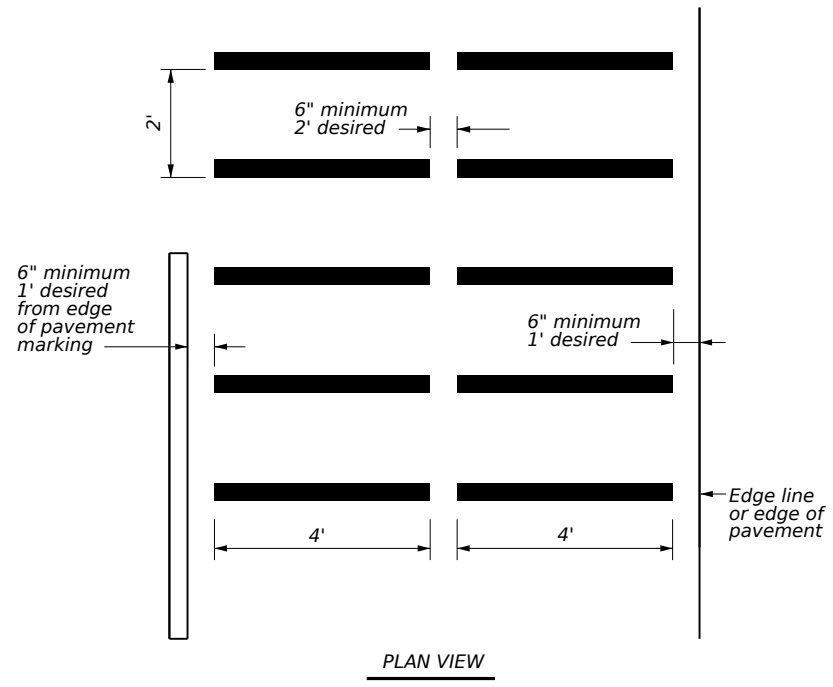 2'
6" minimum
2' desired
6" minimum
1' desired
from edge
of pavement
marking
6" minimum
1' desired
Edge line
or edge of
pavement
4'
4'
PLAN VIEW